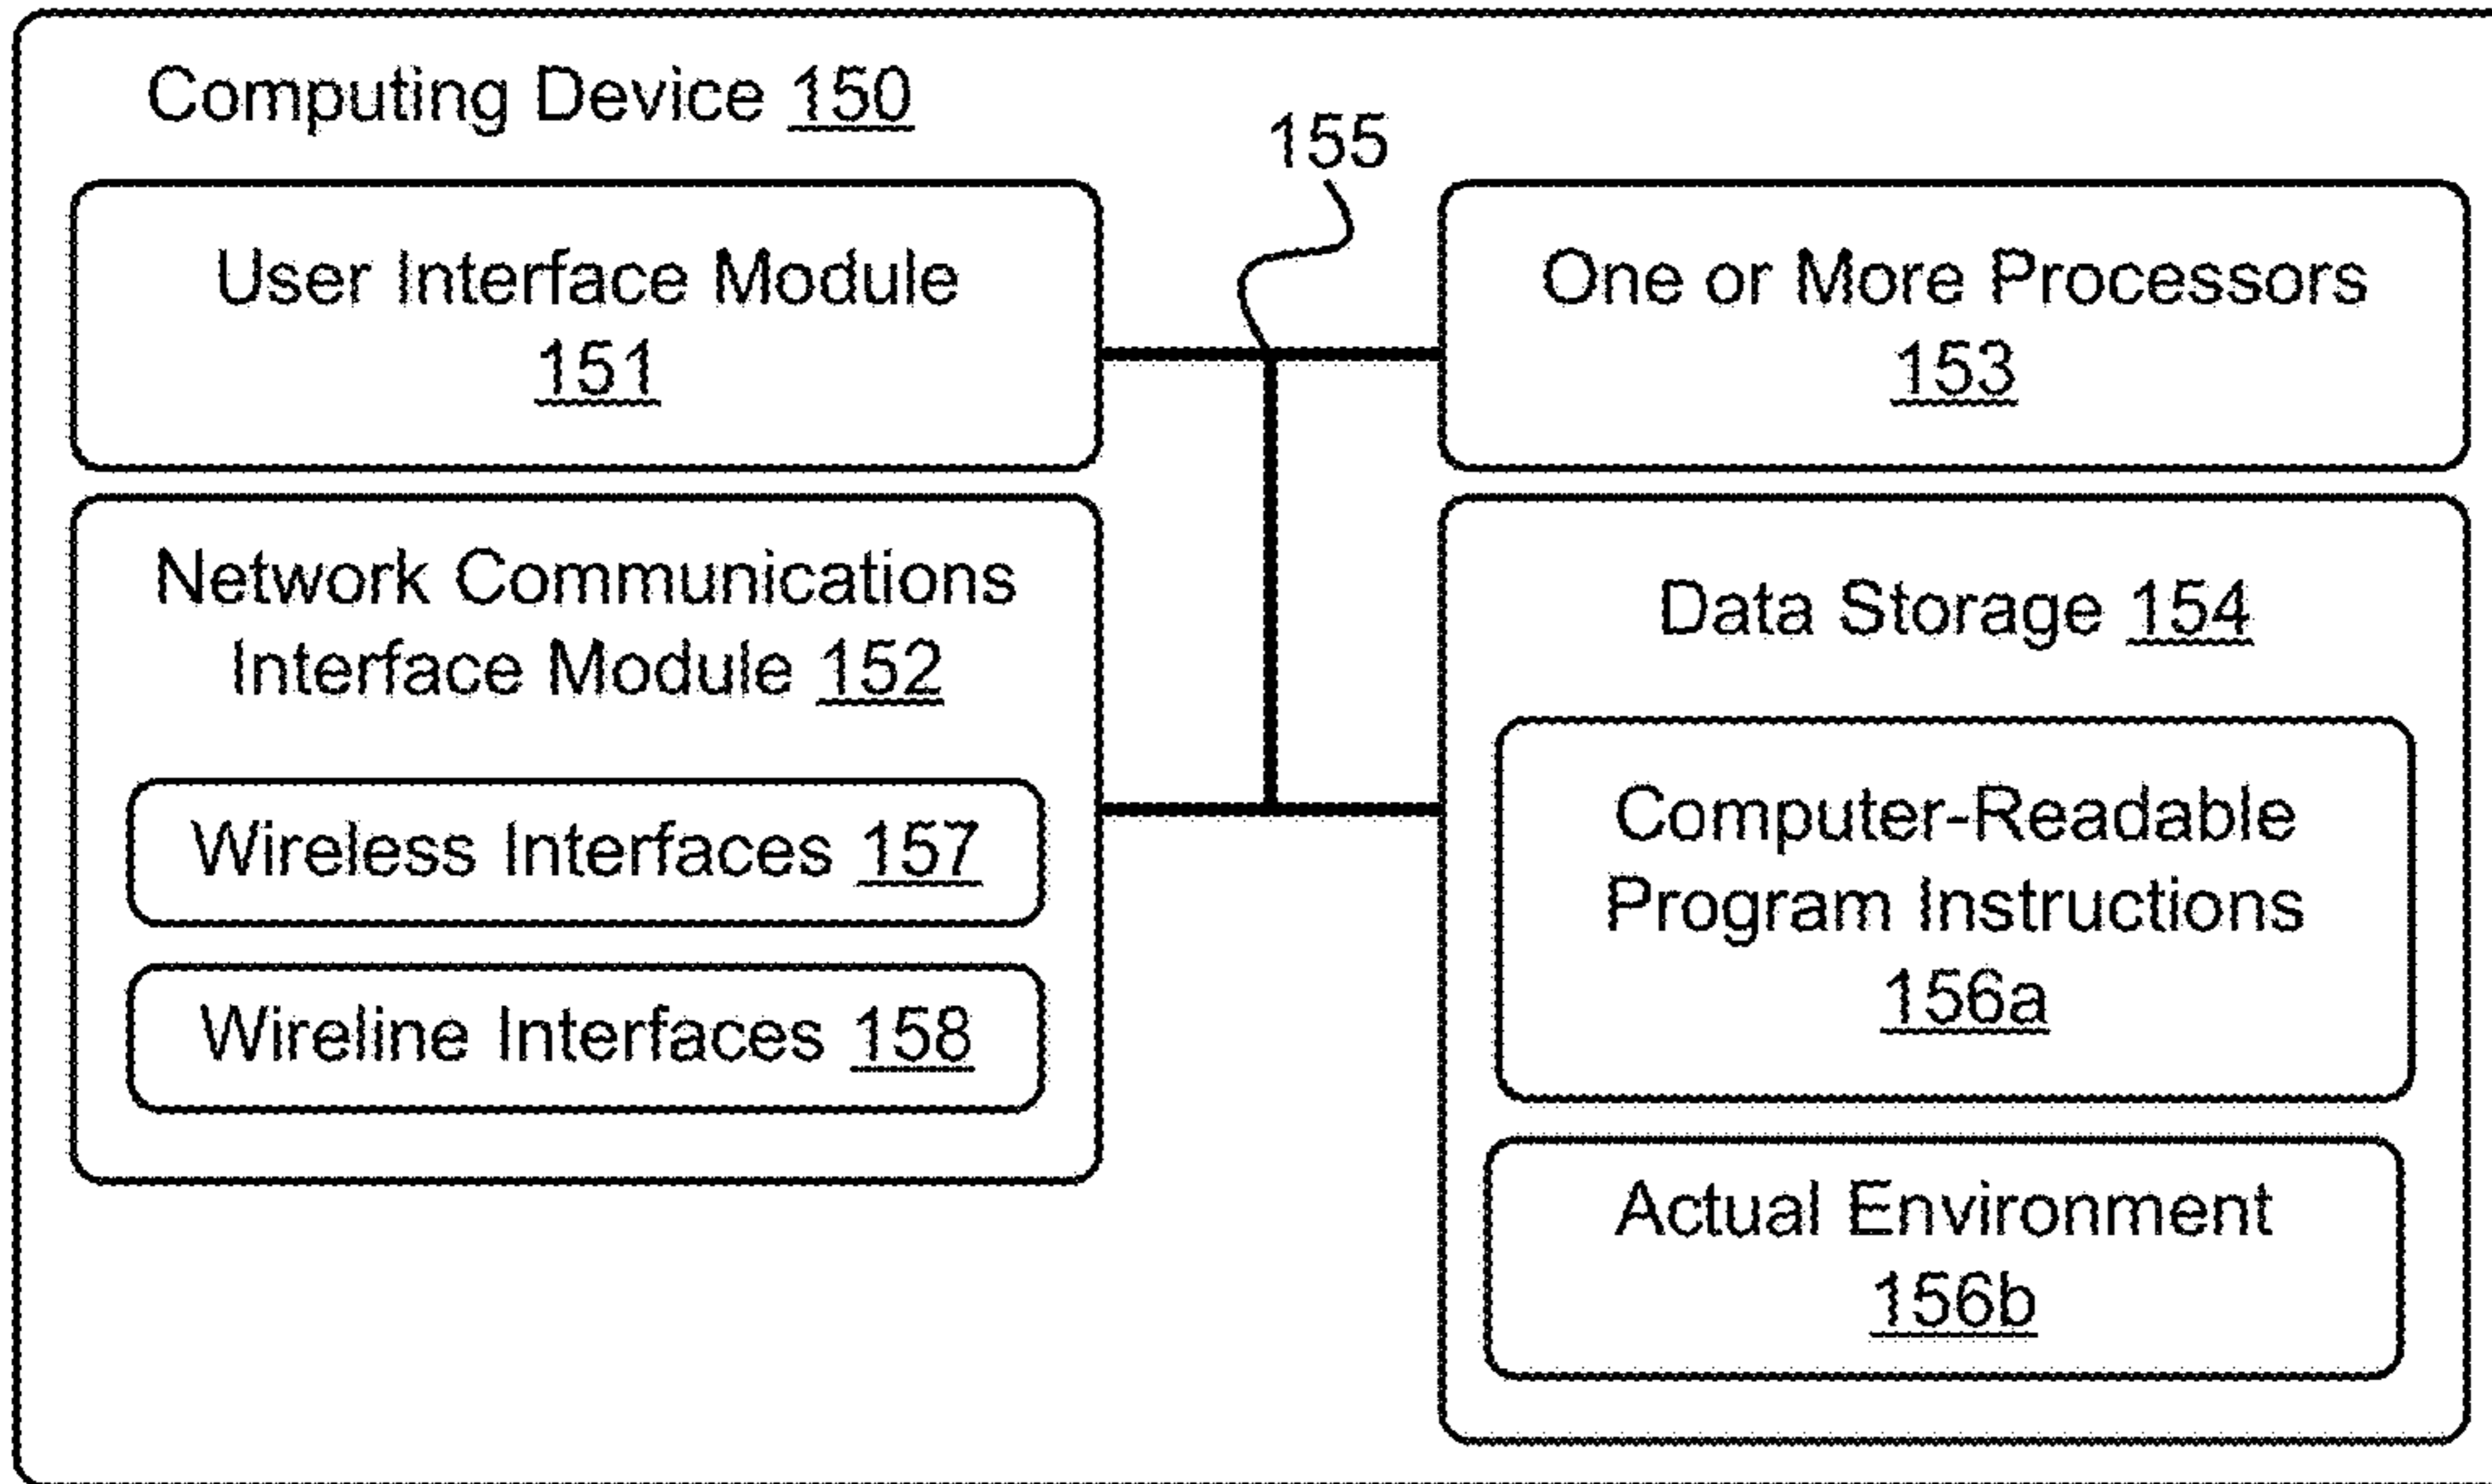 Computing Device 150
155
User Interface Module
151
One or More Processors
153
Network Communications
Interface Module 152
Wireless Interfaces 157
Wireline Interfaces 158
Data Storage 154
Computer-Readable
Program Instructions
156a
Actual Environment
156b